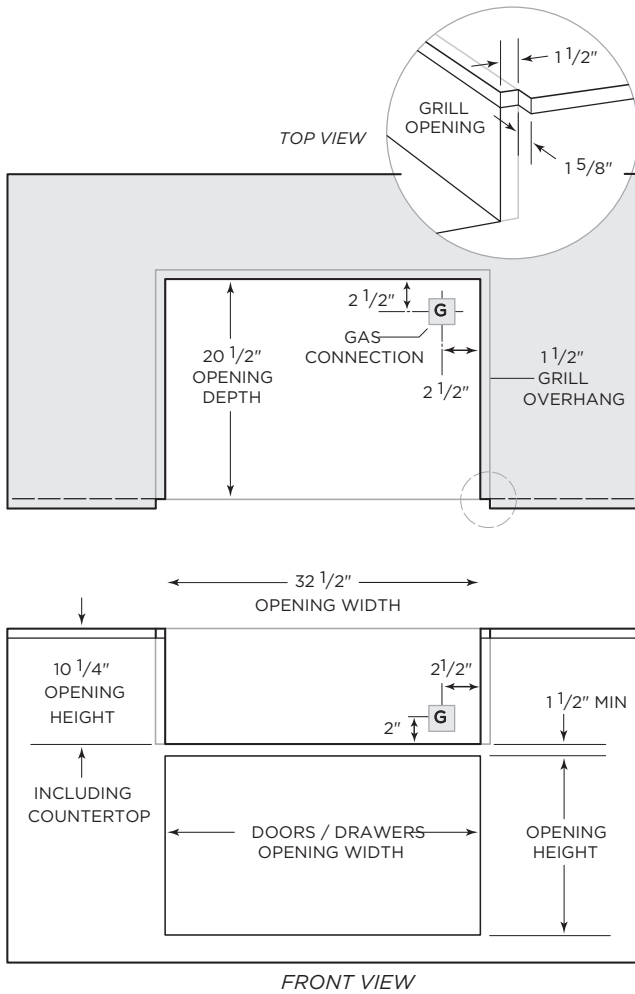 1 1/2"
GRILL
OPENING
TOP VIEW
1 5/8"
2 1/2"
G
GAS
CONNECTION
20 1/2"
OPENING
DEPTH
2 1/2"
1 1/2"
GRILL
OVERHANG
32 1/2"
OPENING WIDTH
10 1/4"
OPENING
HEIGHT
2 1/2"
G
2"
1 1/2" MIN
INCLUDING
COUNTERTOP
DOORS / DRAWERS
OPENING WIDTH
OPENING
HEIGHT
FRONT VIEW